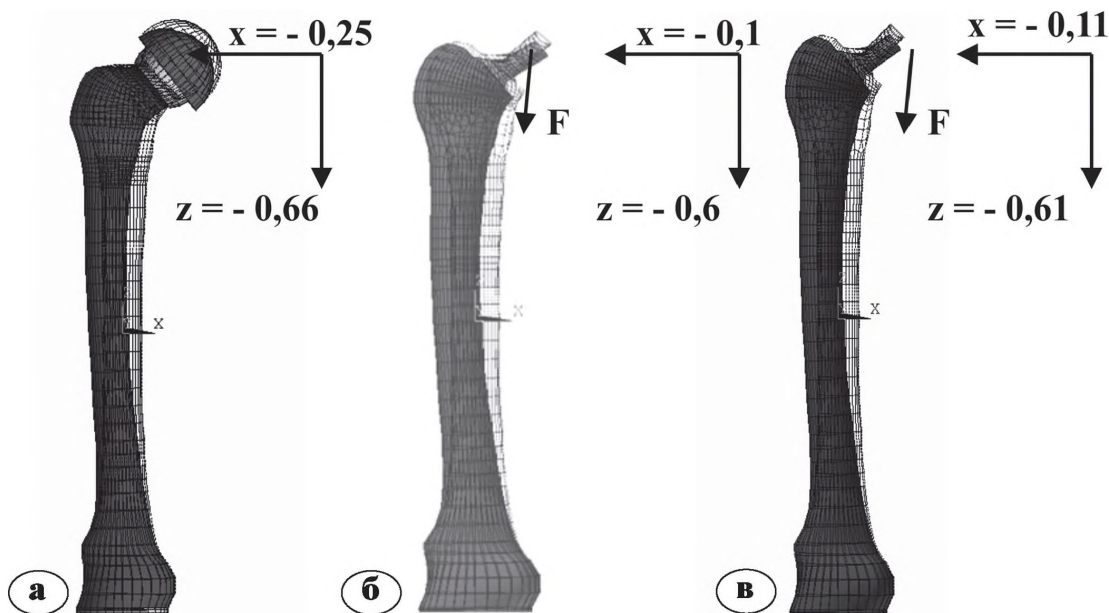 x = - 0,25
x = - 0,1
x = - 0,11
F
F
z = - 0,66
z = - 0,6
z = - 0,61
x
x
x
а
б
в